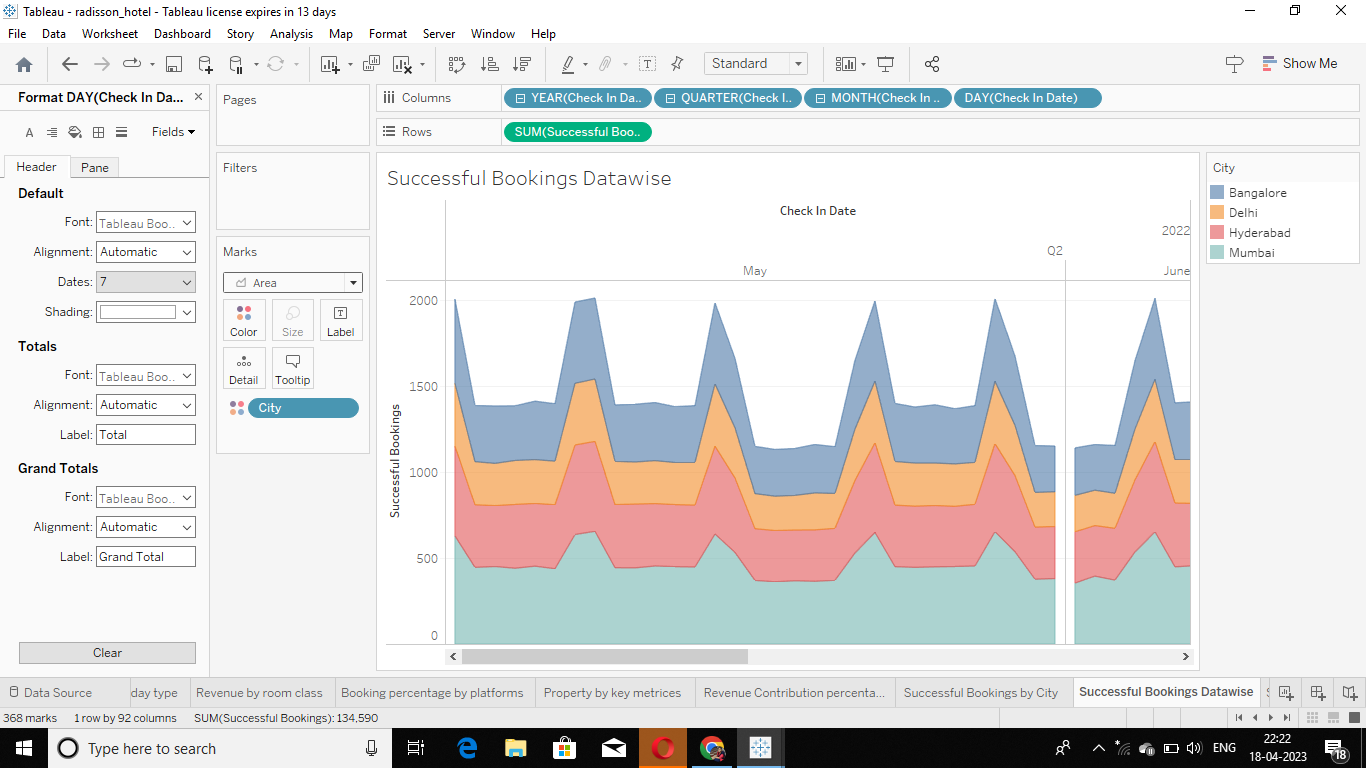 Tableau - radisson_hotel - Tableau license expires in 13 days
File Data Worksheet Dashboard Story Analysis Map Format Server Window Help
Standard
Show Me
Format DAY(Check In Da...
Fields
Header Pane
Default
Font: Tableau Boo..
Alignment: Automatic
Dates: 7
Shading:
Totals
Font: Tableau Boo..
Alignment: Automatic
Label: Total
Grand Totals
Font: Tableau Boo..
Alignment: Automatic
Label: Grand Total
Clear
Pages
Filters
Marks
Area
Color Size Label
Detail Tooltip
City
Columns YEAR(Check In Da.. QUARTER(Check I.. MONTH(Check In .. DAY(Check In Date)
Rows SUM(Successful Boo..
Successful Bookings Datawise
Check In Date
2022
Q2
May June
Successful Bookings
2000
1500
1000
500
0
City
Bangalore
Delhi
Hyderabad
Mumbai
Data Source day type Revenue by room class Booking percentage by platforms Property by key metrices Revenue Contribution percenta... Successful Bookings by City Successful Bookings Datawise
368 marks 1 row by 92 columns SUM(Successful Bookings): 134,590
Type here to search
ENG
22:22
18-04-2023
18